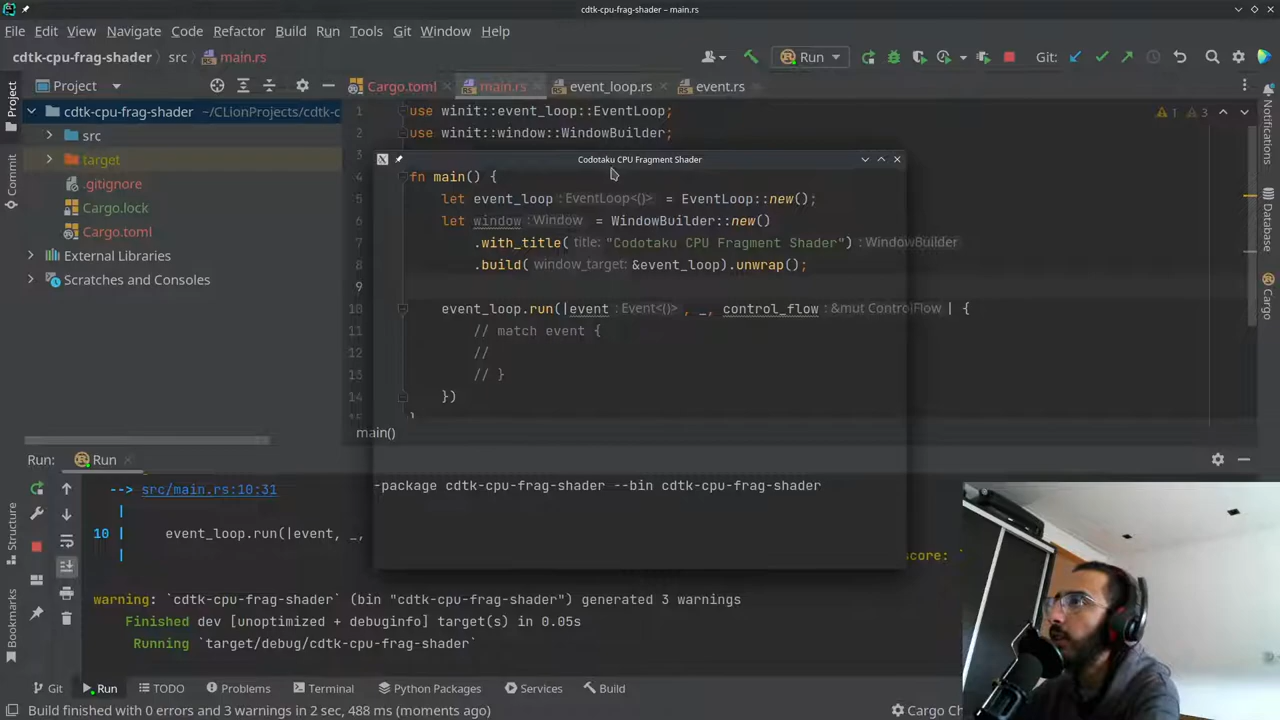 cdtk-cpu-frag-shader – main.rs
File Edit View Navigate Code Refactor Build Run Tools Git Window Help
cdtk-cpu-frag-shader src main.rs Run Git:
Project Cargo.toml main.rs event_loop.rs event.rs
cdtk-cpu-frag-shader ~/CLionProjects/cdtk-c
src
target
.gitignore
Cargo.lock
Cargo.toml
External Libraries
Scratches and Consoles
Project
Commit
Structure
Bookmarks
1 use winit::event_loop::EventLoop;
2 use winit::window::WindowBuilder;
3
Codotaku CPU Fragment Shader
4 fn main() {
5 let event_loop : EventLoop<()> = EventLoop::new();
6 let window : Window = WindowBuilder::new()
7 .with_title( title: "Codotaku CPU Fragment Shader") : WindowBuilder
8 .build( window_target: &event_loop).unwrap();
9
10 event_loop.run(|event : Event<()> , _, control_flow : &mut ControlFlow | {
11 // match event {
12 //
13 // }
14 })
main()
1 3
Notifications
Database
Cargo
Run: Run
--> src/main.rs:10:31
|
10 | event_loop.run(|event, _,
|
-package cdtk-cpu-frag-shader --bin cdtk-cpu-frag-shader
score: `
warning: `cdtk-cpu-frag-shader` (bin "cdtk-cpu-frag-shader") generated 3 warnings
Finished dev [unoptimized + debuginfo] target(s) in 0.05s
Running `target/debug/cdtk-cpu-frag-shader`
Git Run TODO Problems Terminal Python Packages Services Build
Build finished with 0 errors and 3 warnings in 2 sec, 488 ms (moments ago)
Cargo Ch